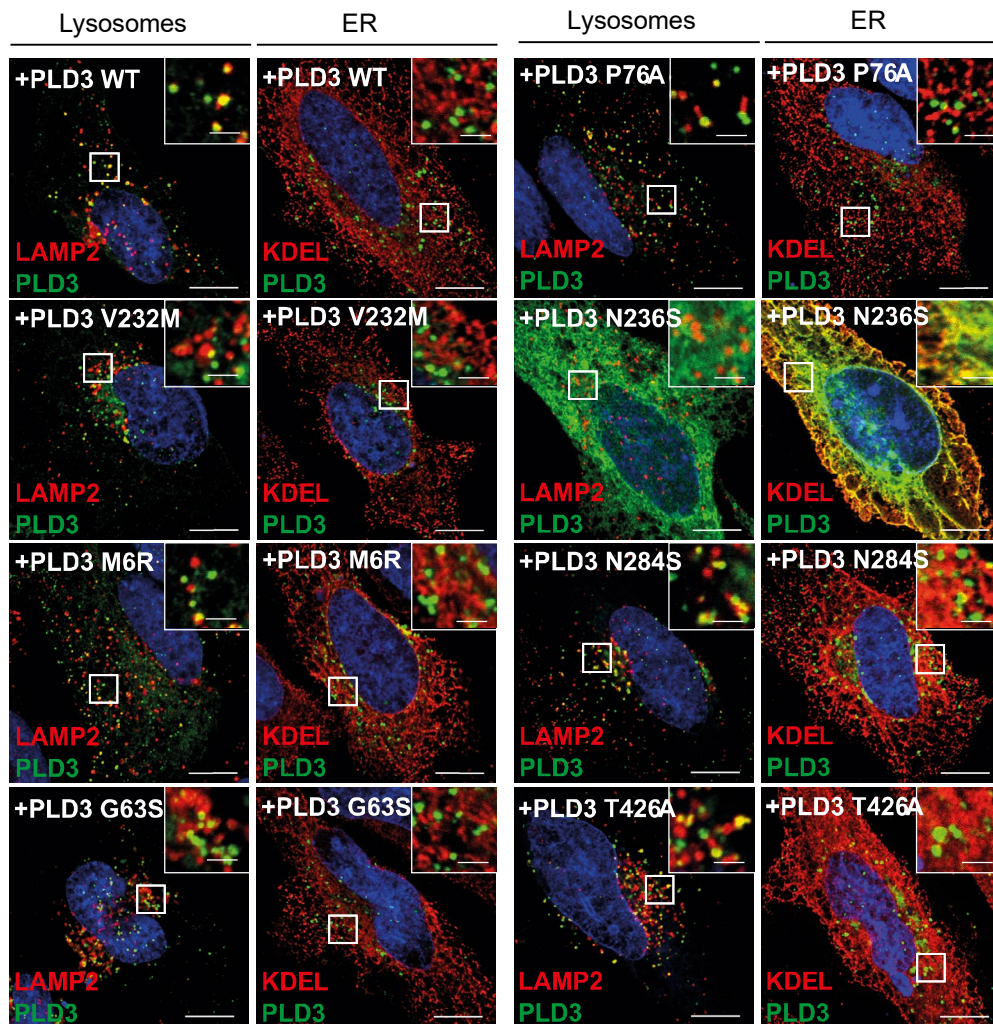 Lysosomes
ER
Lysosomes
ER
+PLD3 WT
LAMP2
PLD3
+PLD3 WT
KDEL
PLD3
+PLD3 P76A
LAMP2
PLD3
+PLD3 P76A
KDEL
PLD3
+PLD3 V232M
LAMP2
PLD3
+PLD3 V232M
KDEL
PLD3
+PLD3 N236S
LAMP2
PLD3
+PLD3 N236S
KDEL
PLD3
+PLD3 M6R
LAMP2
PLD3
+PLD3 M6R
KDEL
PLD3
+PLD3 N284S
LAMP2
PLD3
+PLD3 N284S
KDEL
PLD3
+PLD3 G63S
LAMP2
PLD3
+PLD3 G63S
KDEL
PLD3
+PLD3 T426A
LAMP2
PLD3
+PLD3 T426A
KDEL
PLD3